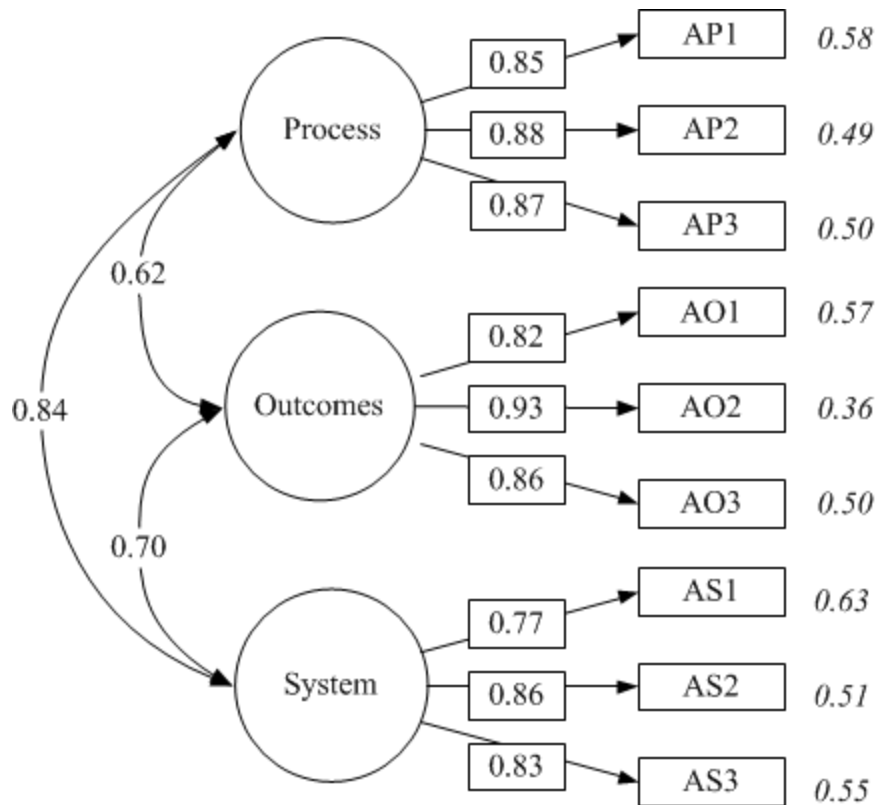 AP1 0.58
0.85
Process 0.88 AP2 0.49
0.87
AP3 0.50
0.62
0.82 AO1 0.57
0.84 Outcomes 0.93 AO2 0.36
0.86 AO3 0.50
0.70
0.77 AS1 0.63
System 0.86 AS2 0.51
0.83 AS3 0.55